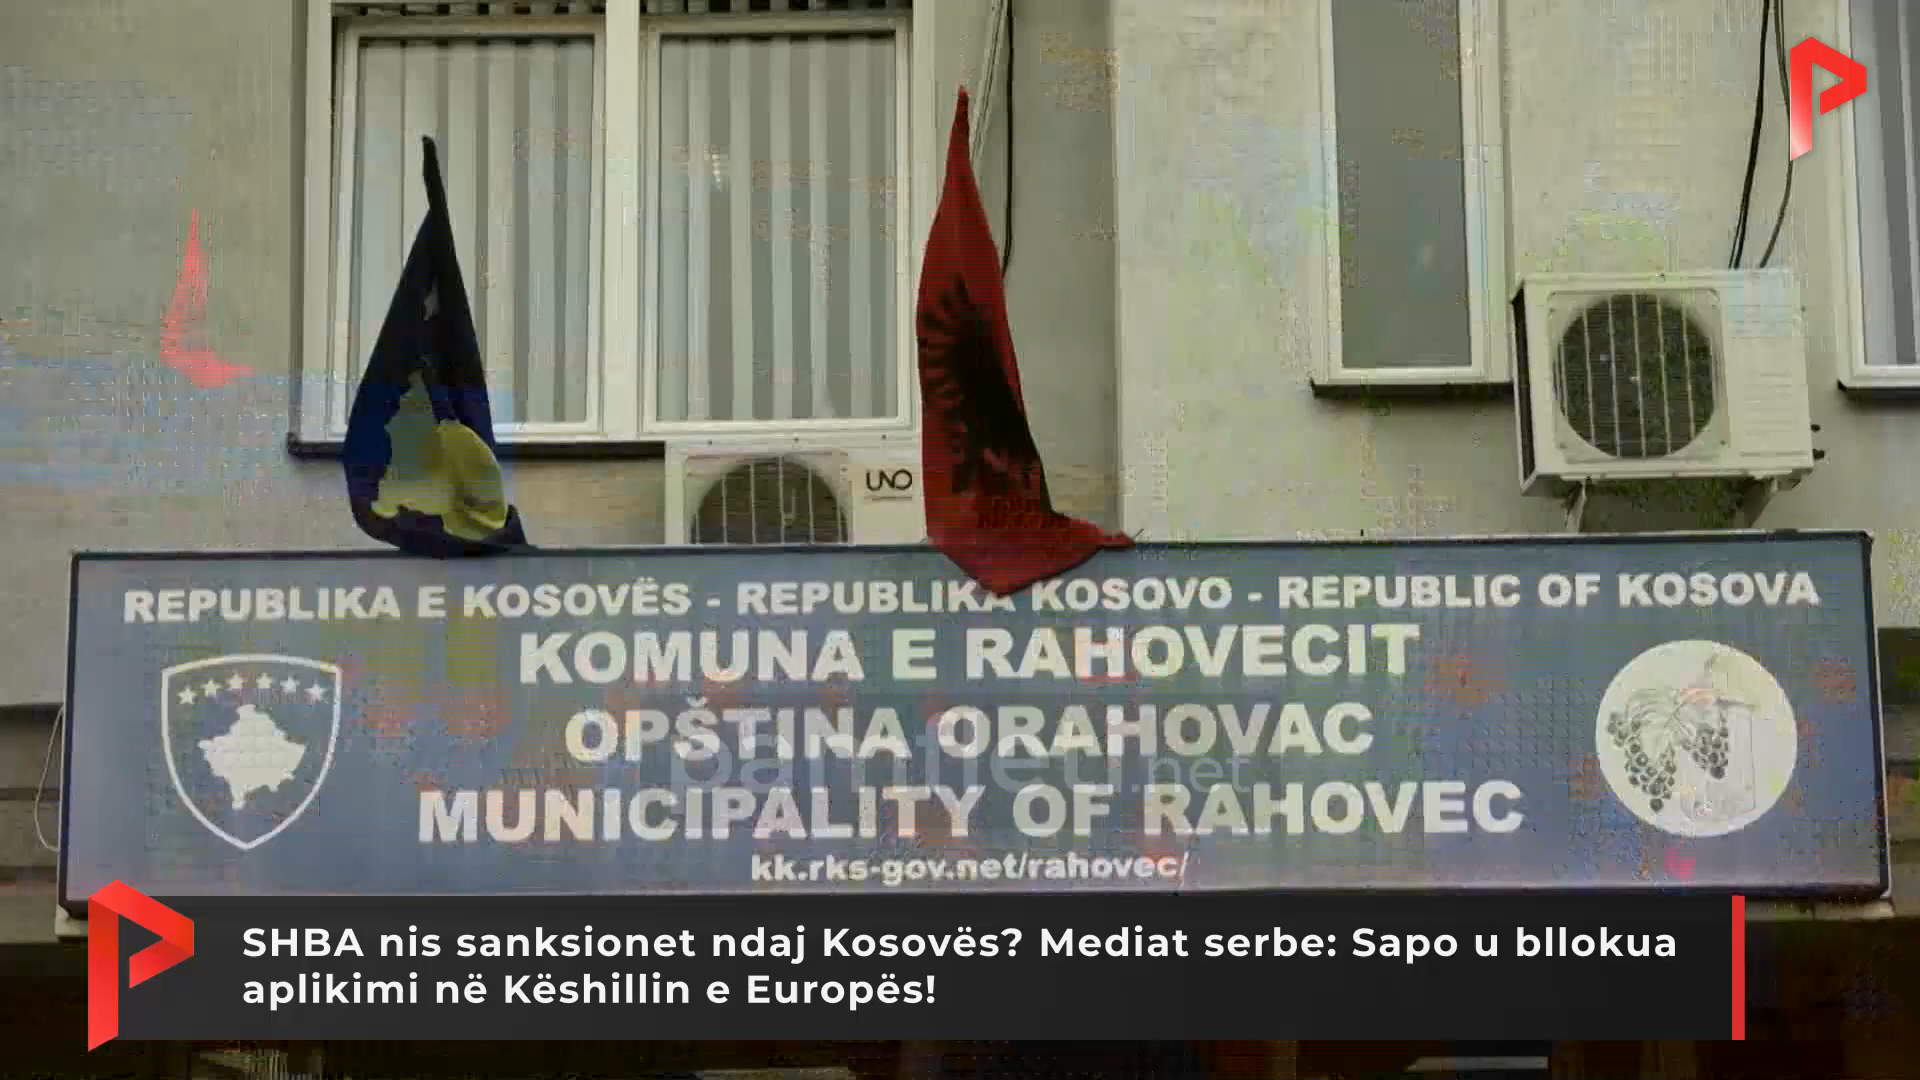 UNO
REPUBLIKA E KOSOVËS - REPUBLIKA KOSOVO - REPUBLIC OF KOSOVA
KOMUNA E RAHOVECIT
OPŠTINA ORAHOVAC
MUNICIPALITY OF RAHOVEC
kk.rks-gov.net/rahovec/
SHBA nis sanksionet ndaj Kosovës? Mediat serbe: Sapo u bllokua
aplikimi në Këshillin e Europës!